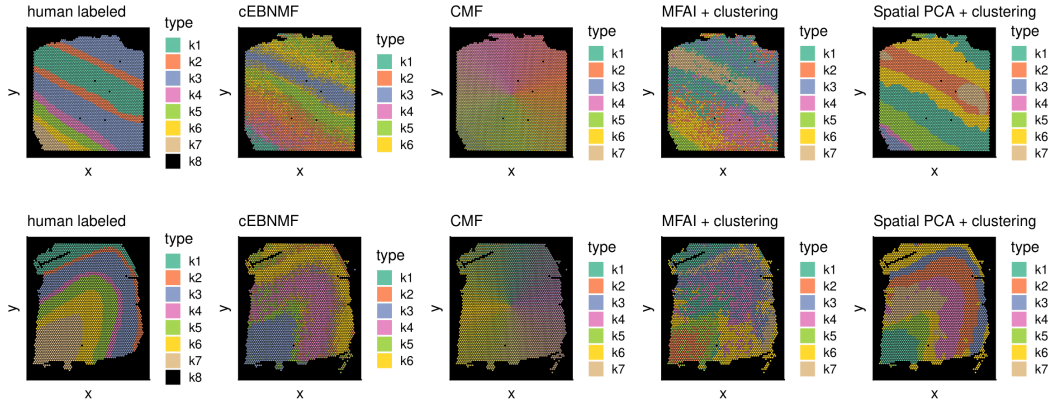 human labeled
type
k1
k2
k3
k4
k5
k6
k7
k8
y
x
cEBNMF
type
k1
k2
k3
k4
k5
k6
x
CMF
type
k1
k2
k3
k4
k5
k6
k7
x
MFAI + clustering
type
k1
k2
k3
k4
k5
k6
k7
y
x
Spatial PCA + clustering
type
k1
k2
k3
k4
k5
k6
k7
y
x
human labeled
type
k1
k2
k3
k4
k5
k6
k7
k8
y
x
cEBNMF
type
k1
k2
k3
k4
k5
k6
y
x
CMF
type
k1
k2
k3
k4
k5
k6
k7
y
x
MFAI + clustering
type
k1
k2
k3
k4
k5
k6
k7
y
x
Spatial PCA + clustering
type
k1
k2
k3
k4
k5
k6
k7
y
x